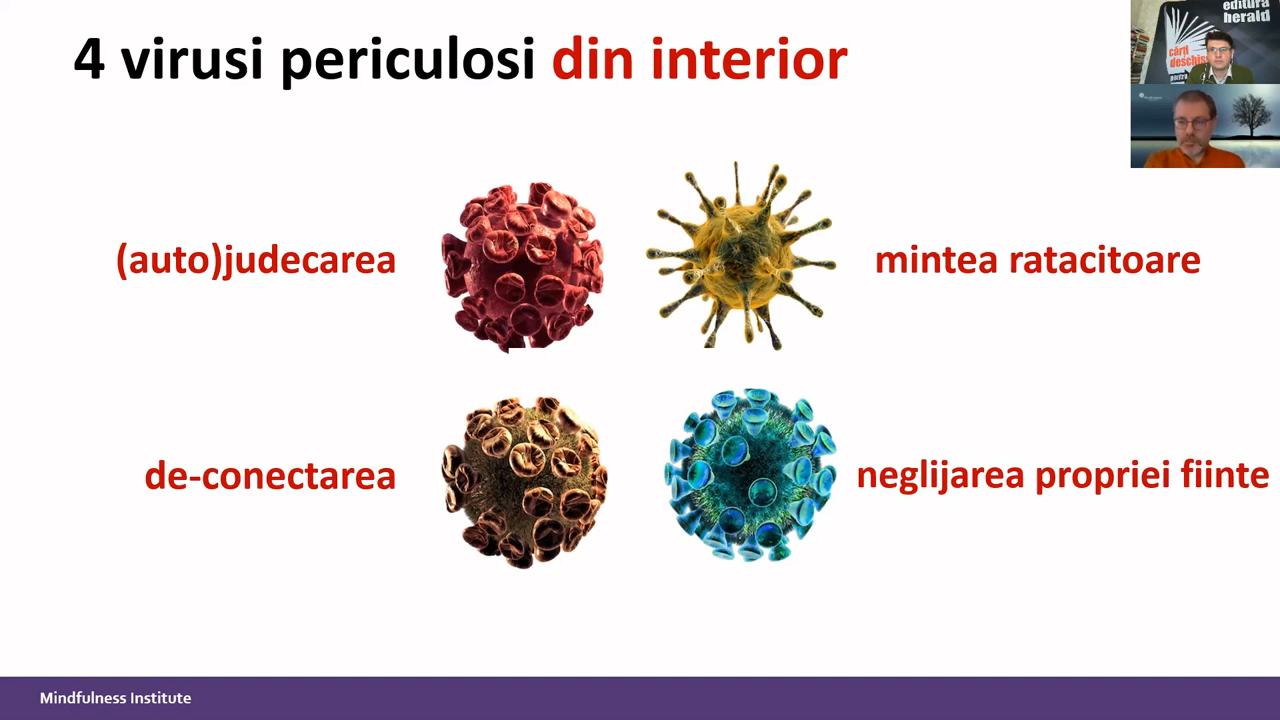 4 virusi periculosi din interior
editura
herald
cărți
deschise
pentru
(auto)judecarea
mintea ratacitoare
de-conectarea
neglijarea propriei fiinte
Mindfulness Institute